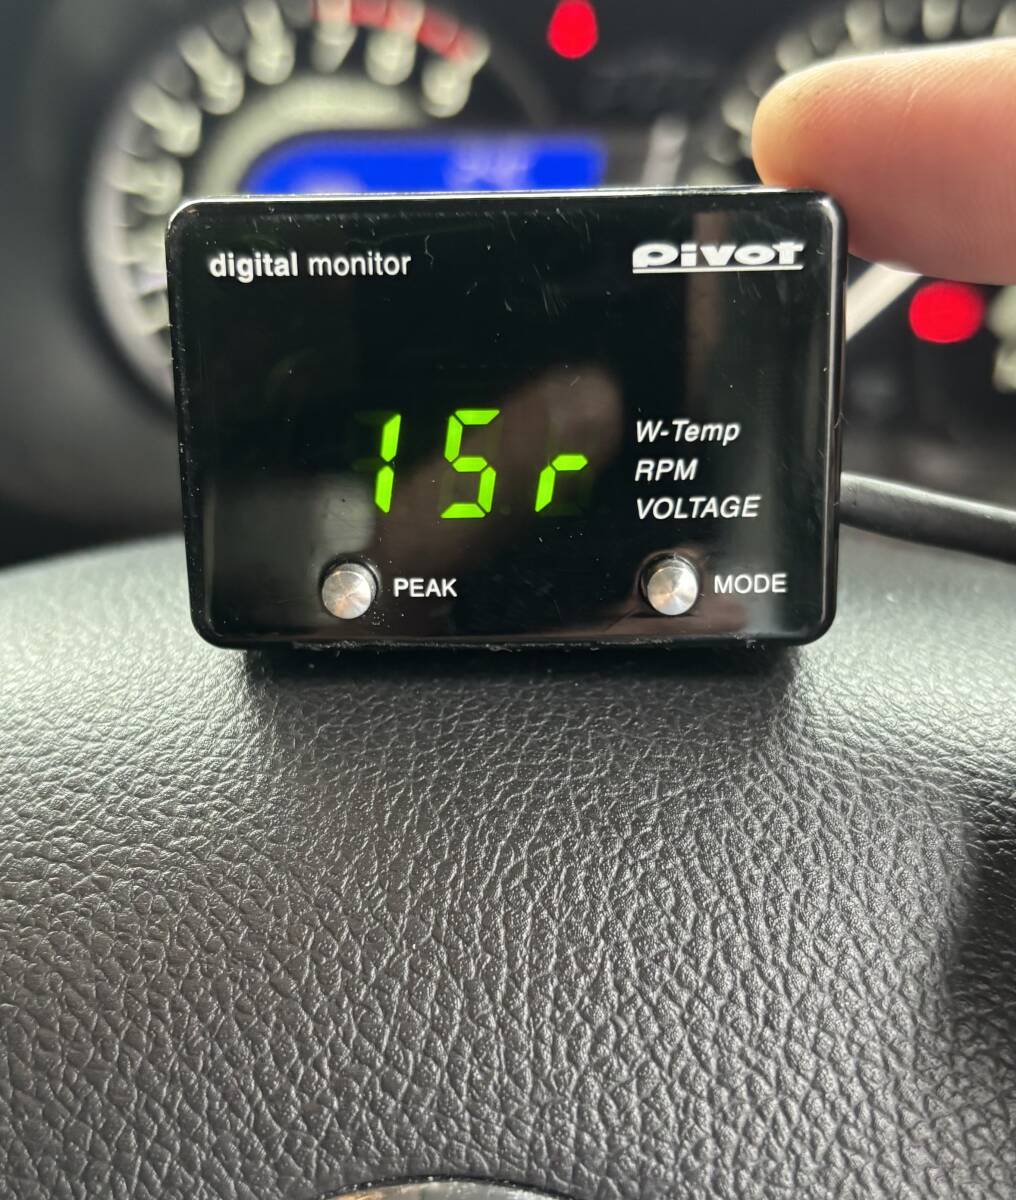 digital monitor
pivot
15r
W-Temp
RPM
VOLTAGE
PEAK
MODE